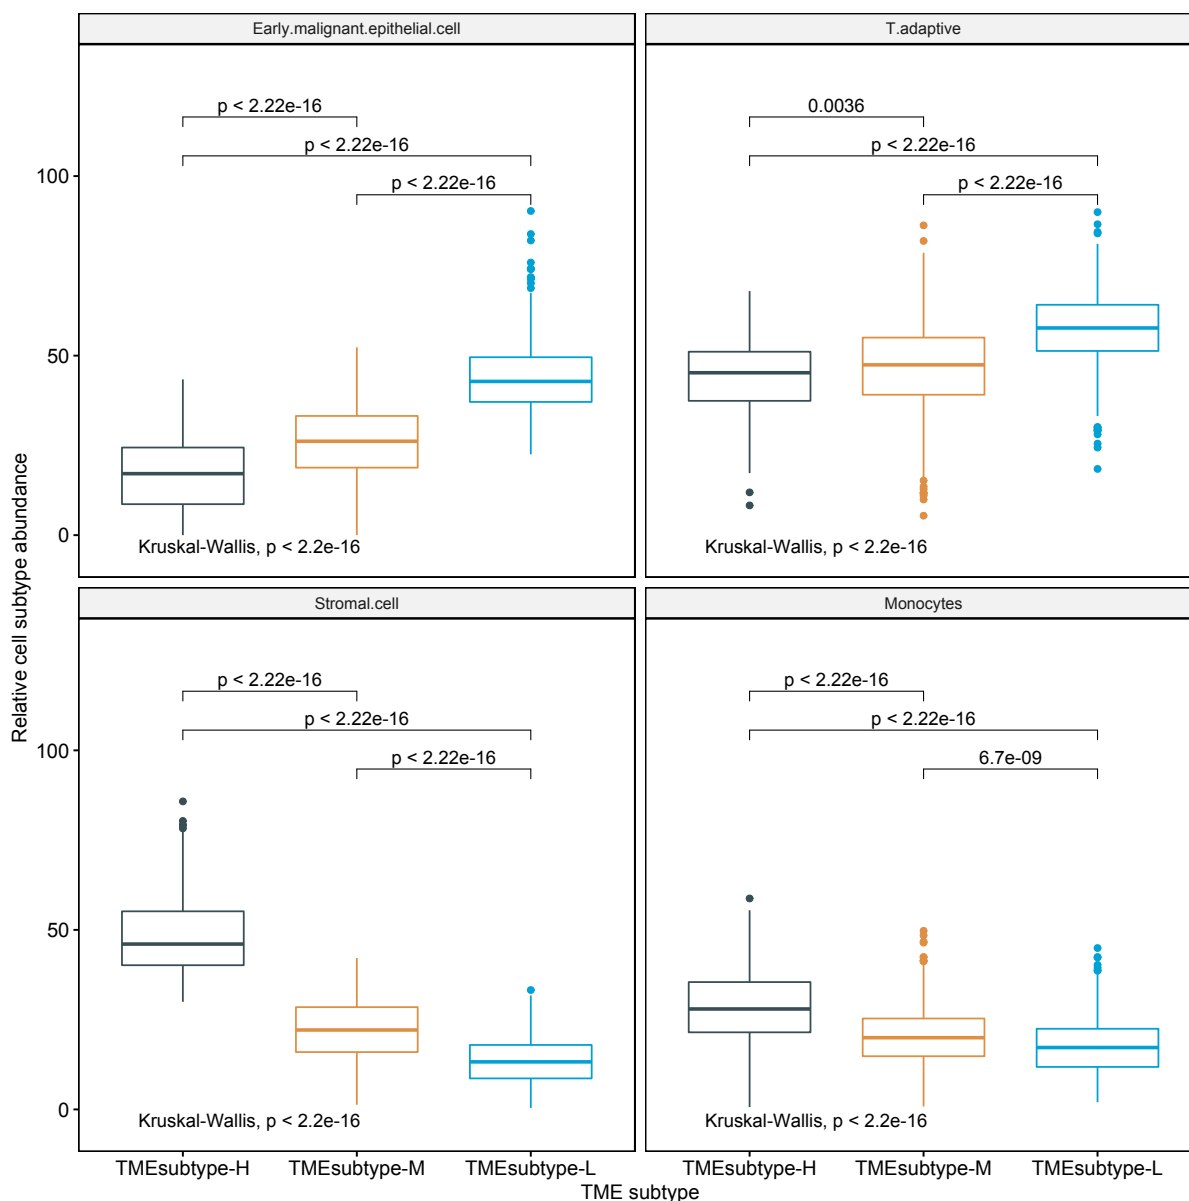 Early.malignant.epithelial.cell
T.adaptive
p < 2.22e-16
p < 2.22e-16
p < 2.22e-16
0.0036
p < 2.22e-16
p < 2.22e-16
100
50
0
Kruskal-Wallis, p < 2.2e-16
Kruskal-Wallis, p < 2.2e-16
Relative cell subtype abundance
Stromal.cell
Monocytes
p < 2.22e-16
p < 2.22e-16
p < 2.22e-16
p < 2.22e-16
p < 2.22e-16
6.7e-09
100
50
0
Kruskal-Wallis, p < 2.2e-16
Kruskal-Wallis, p < 2.2e-16
TMEsubtype-H TMEsubtype-M TMEsubtype-L
TMEsubtype-H TMEsubtype-M TMEsubtype-L
TME subtype